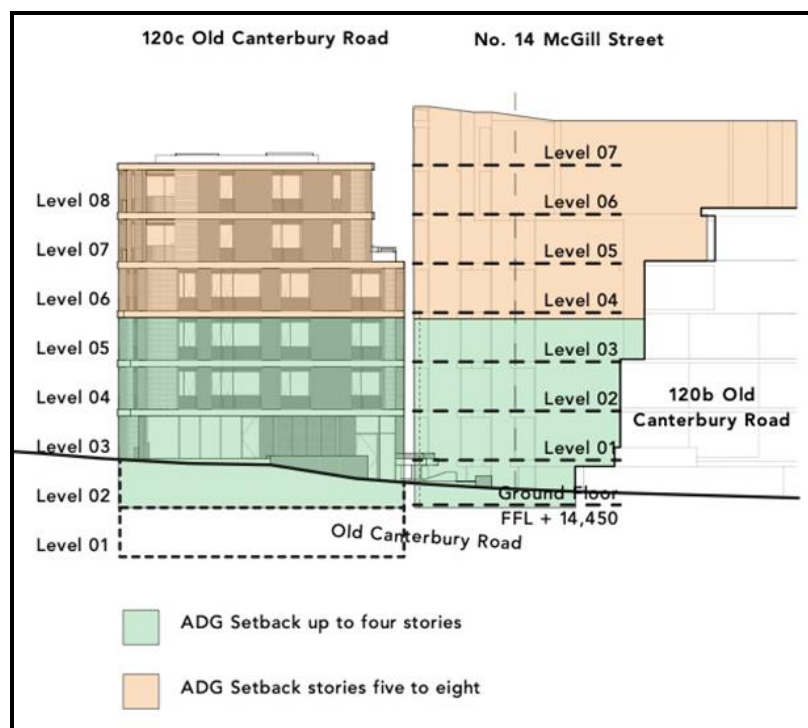 120c Old Canterbury Road
No. 14 McGill Street
Level 08
Level 07
Level 06
Level 05
Level 04
Level 03
Level 02
Level 01
Level 07
Level 06
Level 05
Level 04
Level 03
Level 02
Level 01
Ground Floor
FFL + 14,450
120b Old
Canterbury Road
Old Canterbury Road
ADG Setback up to four stories
ADG Setback stories five to eight